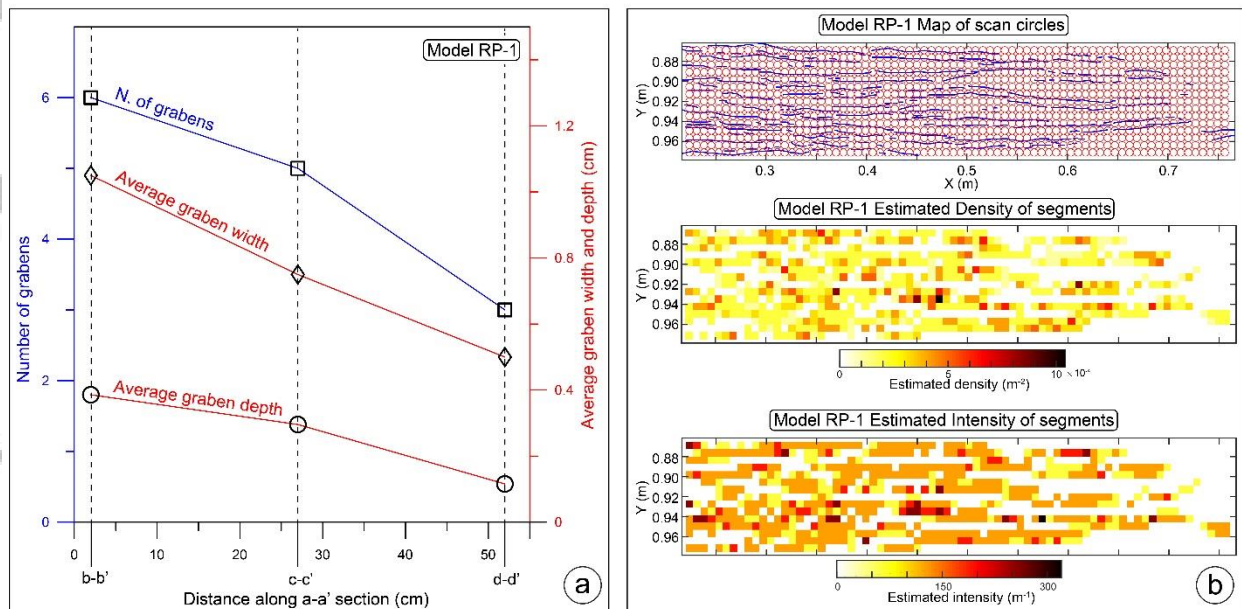 Model RP-1
N. of grabens
Average graben width
Average graben depth
Number of grabens
6
4
2
0
Average graben width and depth (cm)
1.2
0.8
0.4
0
0 10 20 30 40 50
b-b' c-c' d-d'
Distance along a-a' section (cm)
a
Model RP-1 Map of scan circles
Y (m)
0.88
0.90
0.92
0.94
0.96
0.3 0.4 0.5 0.6 0.7
X (m)
Model RP-1 Estimated Density of segments
Y (m)
0.88
0.90
0.92
0.94
0.96
0 5 10 × 10⁻⁴
Estimated density (m⁻²)
Model RP-1 Estimated Intensity of segments
Y (m)
0.88
0.90
0.92
0.94
0.96
0 150 300
Estimated intensity (m⁻¹)
b